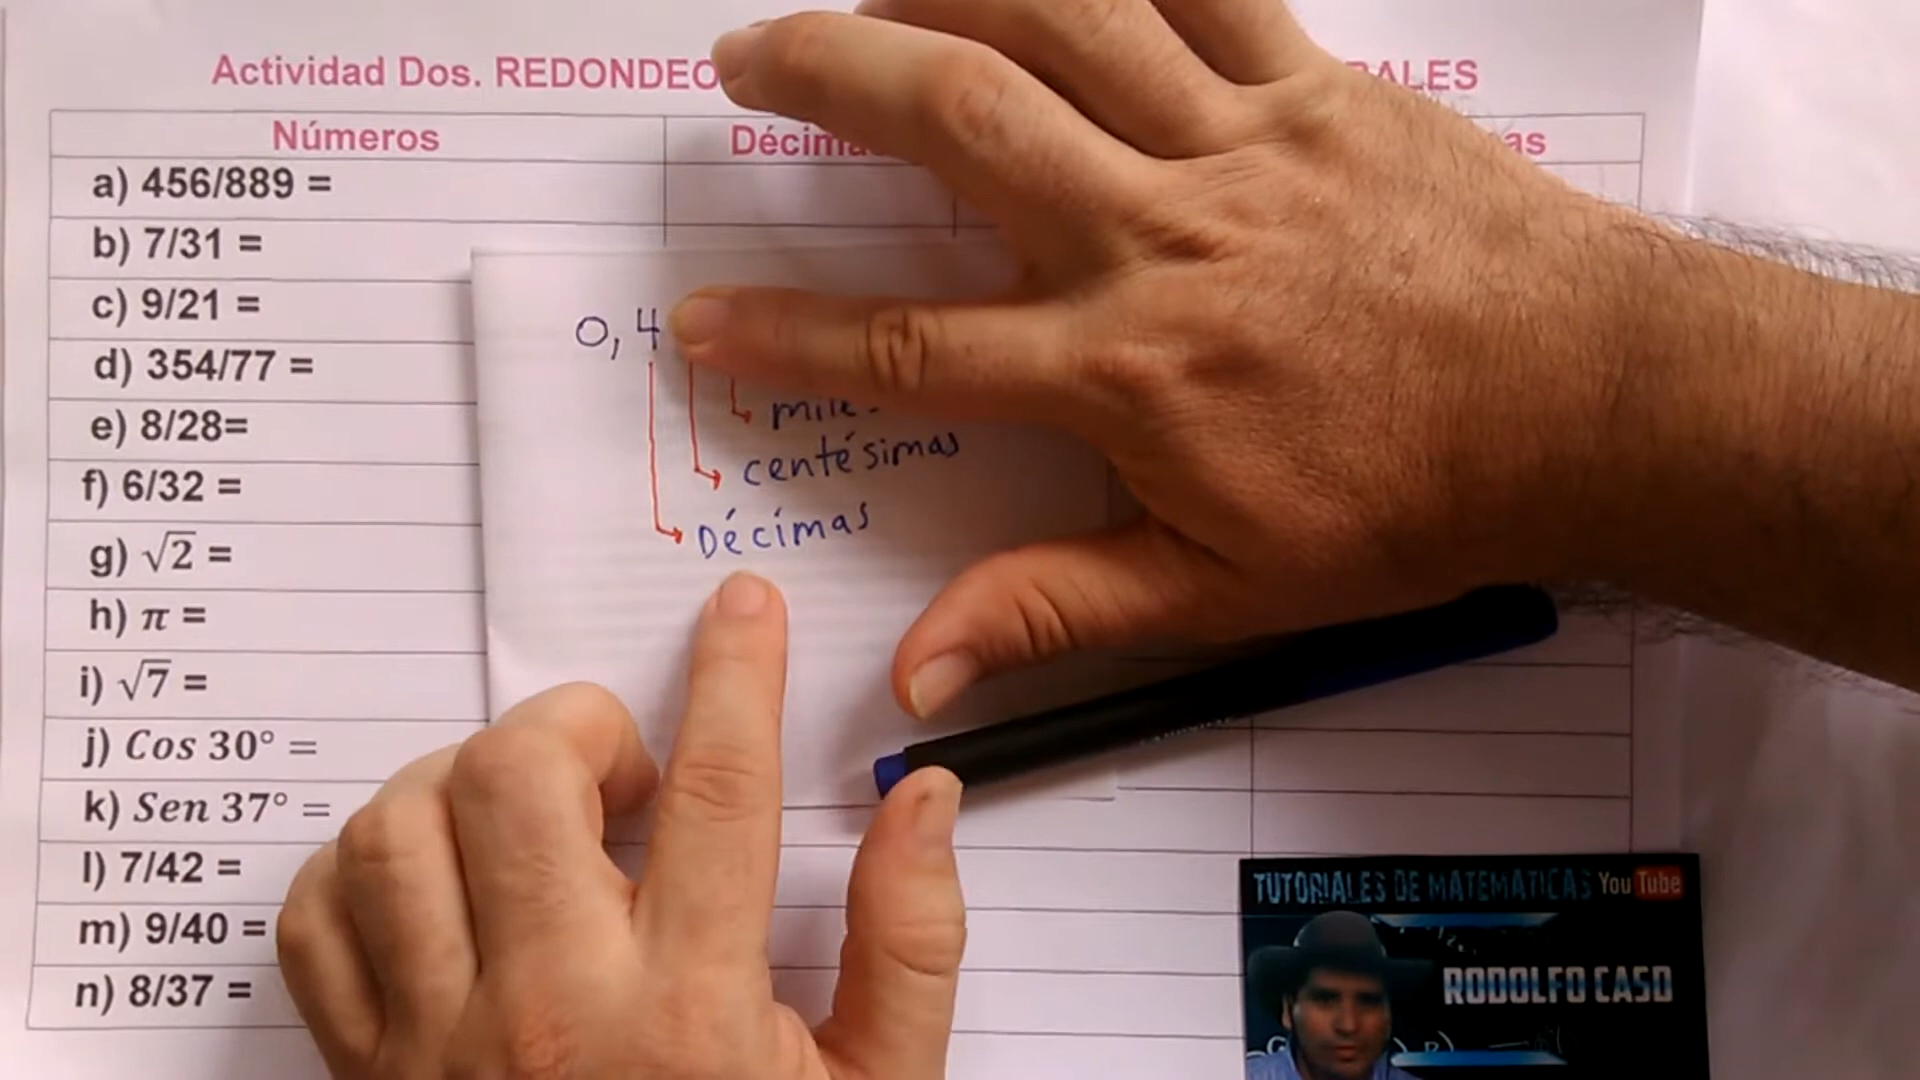 Actividad Dos. REDONDEO
Números
a) 456/889 =
b) 7/31 =
c) 9/21 =
d) 354/77 =
e) 8/28=
f) 6/32 =
g) √2 =
h) π =
i) √7 =
j) Cos 30° =
k) Sen 37° =
l) 7/42 =
m) 9/40 =
n) 8/37 =
0,4
centésimas
Décimas
TUTORIALES DE MATEMATICAS YouTube
RODOLFO CASO